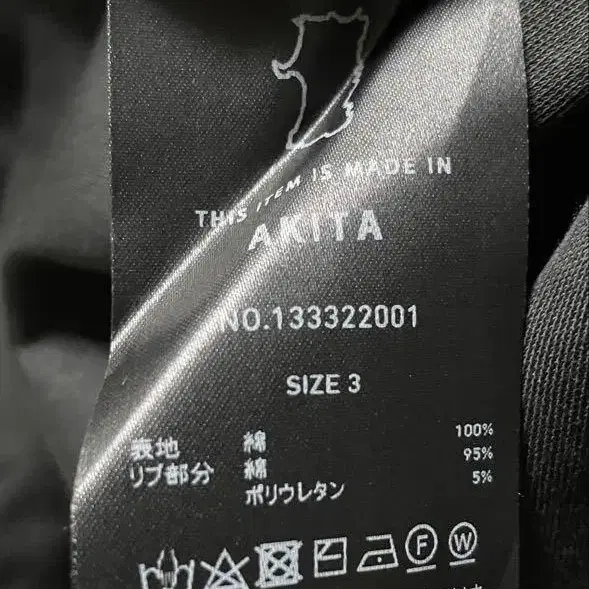 THIS ITEM IS MADE IN
AKITA
NO.133322001
SIZE 3
表地 綿 100%
リブ部分 綿 95%
ポリウレタン 5%
F W